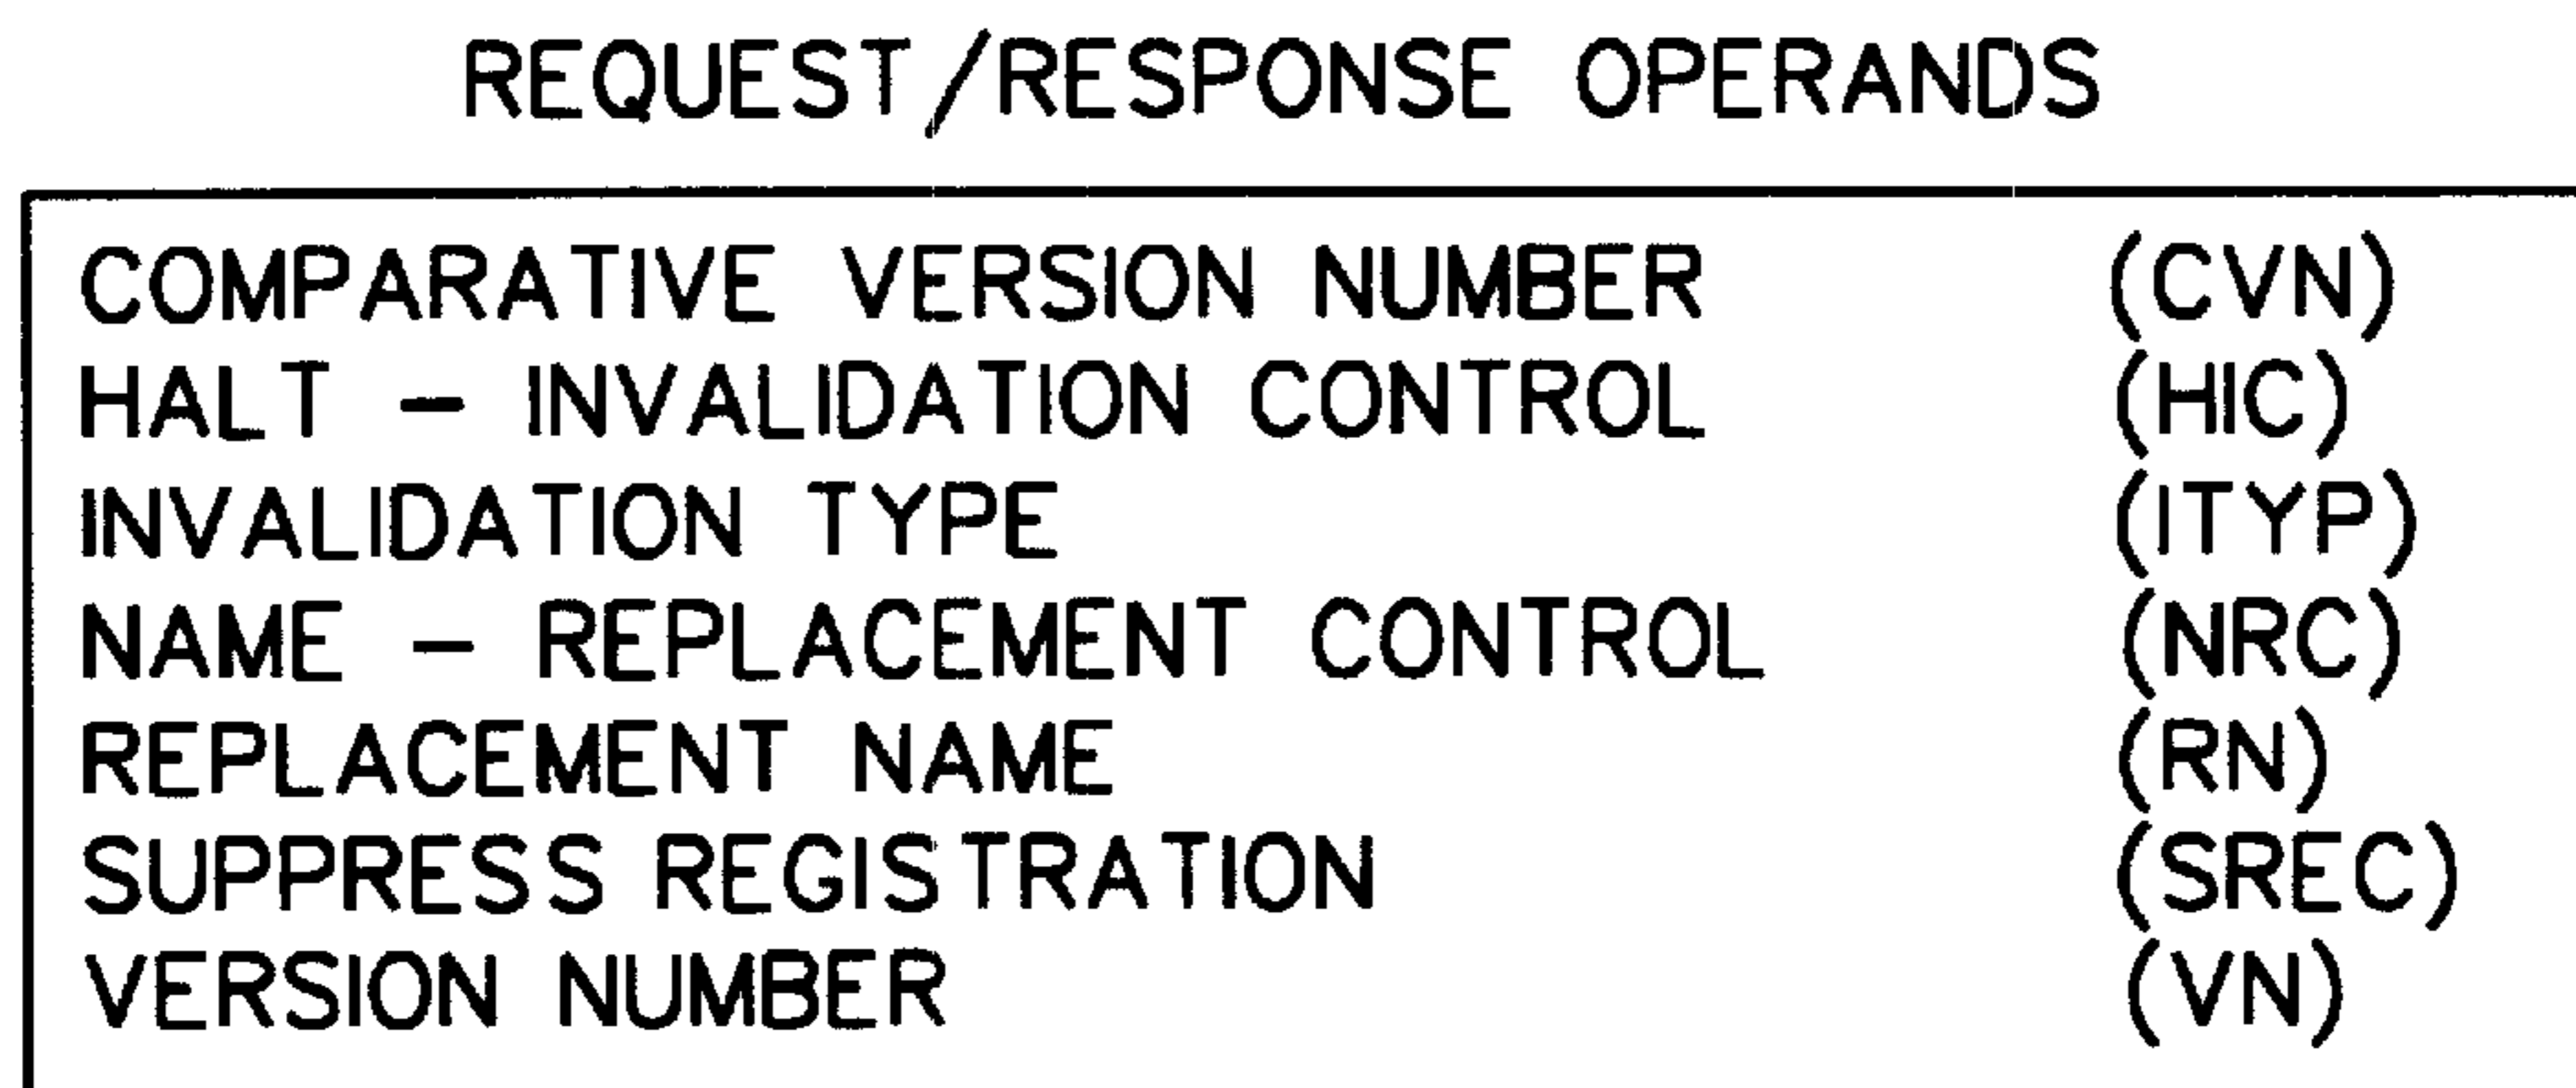 REQUEST/RESPONSE OPERANDS
COMPARATIVE VERSION NUMBER (CVN)
HALT - INVALIDATION CONTROL (HIC)
INVALIDATION TYPE (ITYP)
NAME - REPLACEMENT CONTROL (NRC)
REPLACEMENT NAME (RN)
SUPPRESS REGISTRATION (SREC)
VERSION NUMBER (VN)